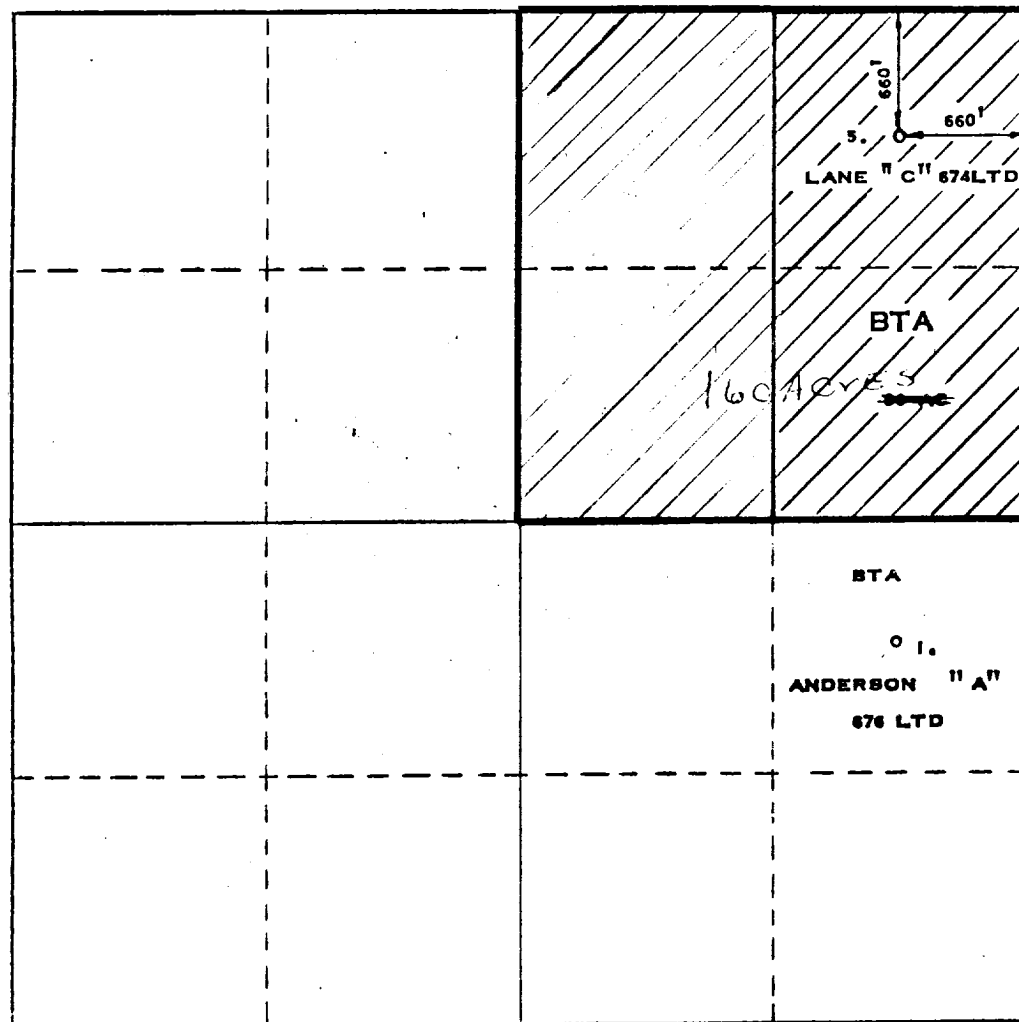 660'
660'
5.
LANE "C" 674LTD
BTA
160 Acres
BTA
1.
ANDERSON "A"
676 LTD